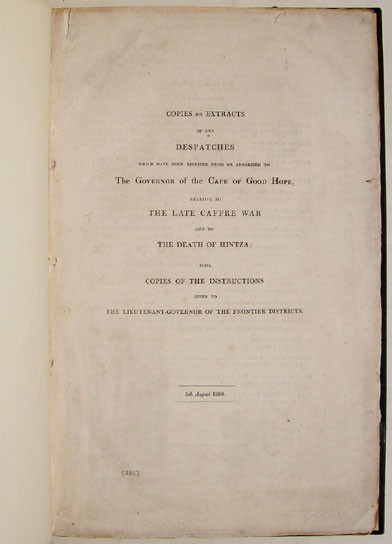 COPIES OR EXTRACTS
OF ANY
DESPATCHES
WHICH HAVE BEEN RECEIVED FROM OR ADDRESSED TO
THE GOVERNOR OF THE CAPE OF GOOD HOPE,
RELATIVE TO
THE LATE CAFFRE WAR
AND TO
THE DEATH OF HINTZA:
ALSO,
COPIES OF THE INSTRUCTIONS
GIVEN TO
THE LIEUTENANT-GOVERNOR OF THE FRONTIER DISTRICTS.
5th August 1836.